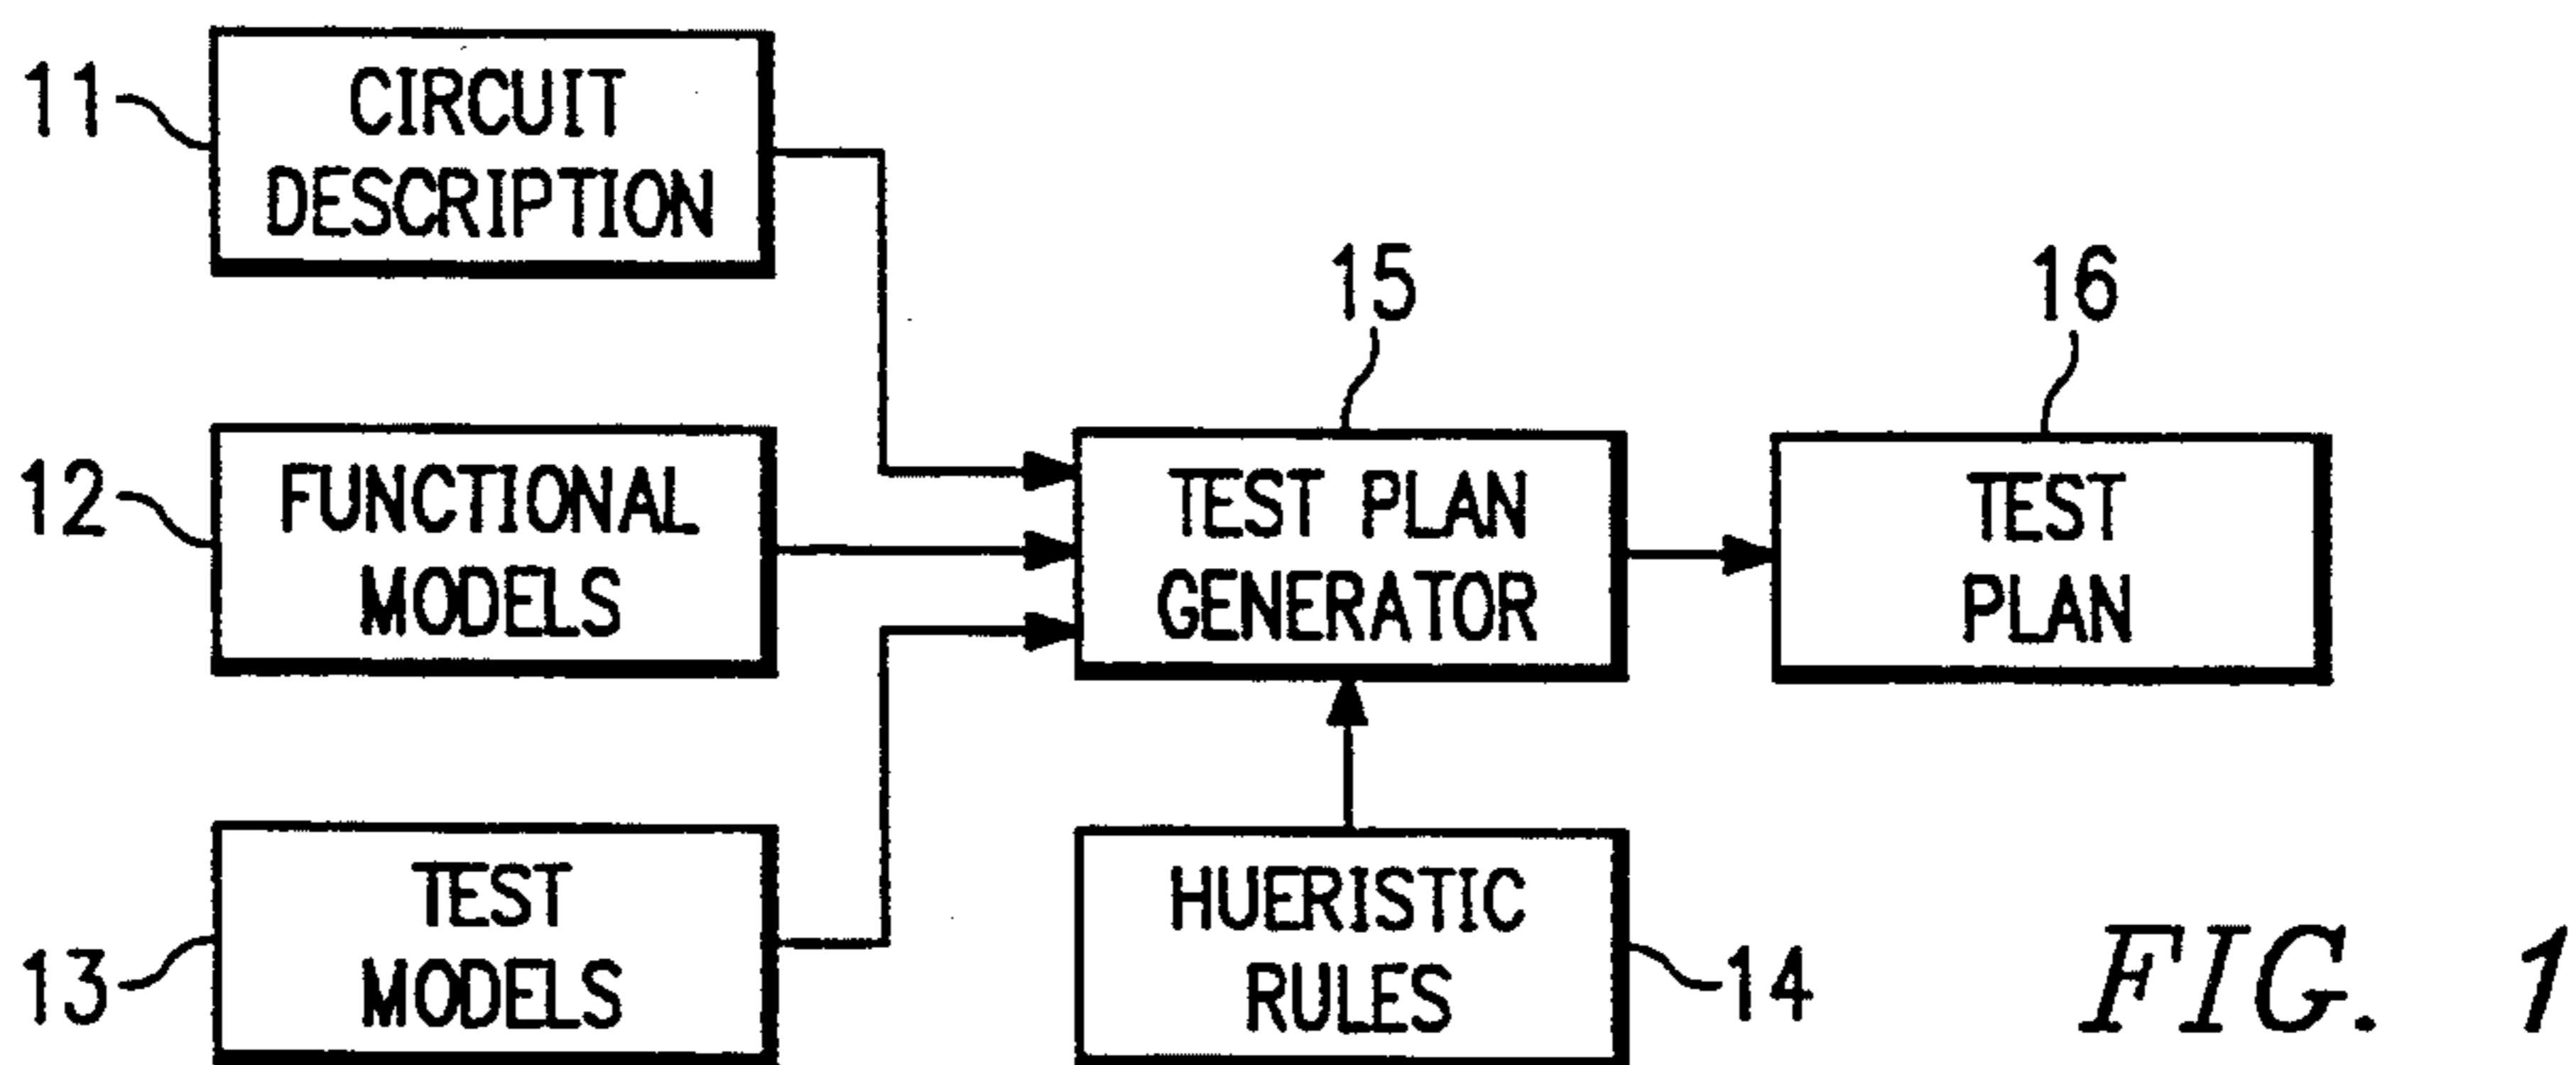 11
CIRCUIT
DESCRIPTION
12
FUNCTIONAL
MODELS
13
TEST
MODELS
15
TEST PLAN
GENERATOR
HUERISTIC
RULES
14
16
TEST
PLAN
FIG. 1